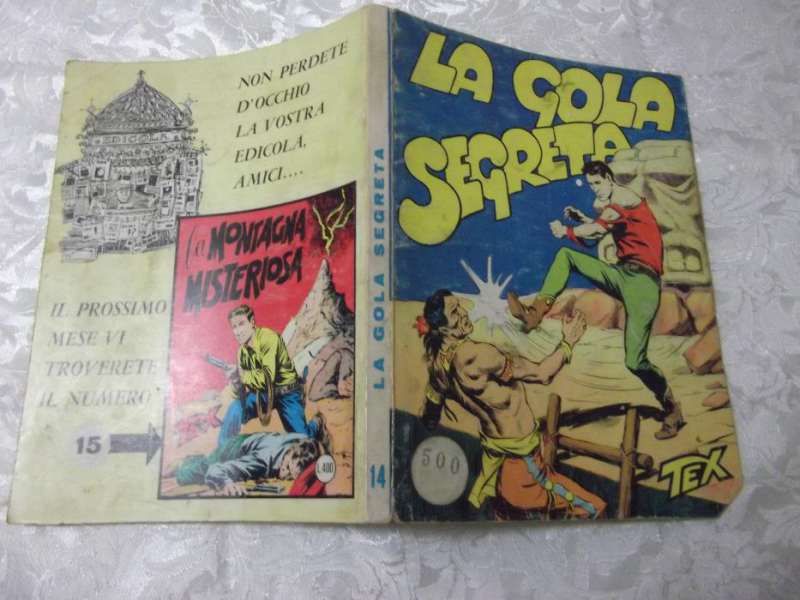 NON PERDETE
D'OCCHIO
LA VOSTRA
EDICOLA,
AMICI....
EDICOLA
la MONTAGNA
MISTERIOSA
L.400
IL PROSSIMO
MESE VI
TROVERETE
IL NUMERO
15
LA GOLA SEGRETA
14
LA GOLA
SEGRETA
500
TEX